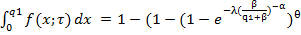 ∫₀^{q1} f(x;τ) dx = 1 − (1 − (1 − e^{−λ(β/(q1+β))^{−α}})^θ